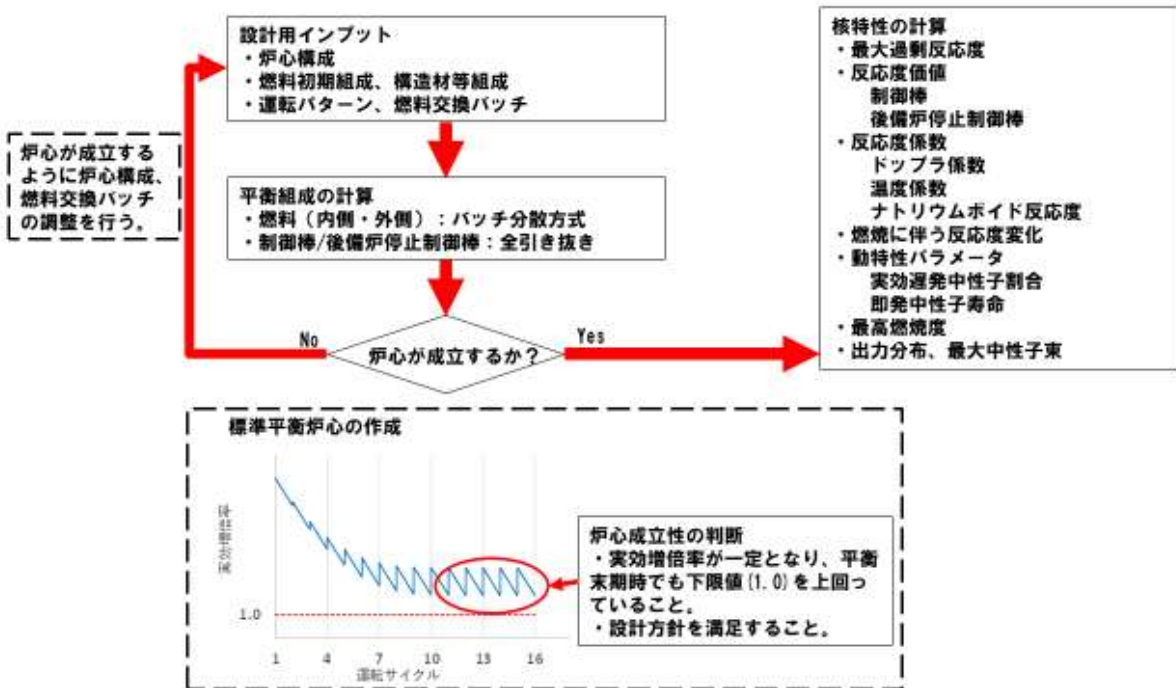 設計用インプット
・炉心構成
・燃料初期組成、構造材等組成
・運転パターン、燃料交換バッチ
炉心が成立する
ように炉心構成、
燃料交換バッチ
の調整を行う。
平衡組成の計算
・燃料(内側・外側):バッチ分散方式
・制御棒/後備炉停止制御棒:全引き抜き
No
炉心が成立するか?
Yes
核特性の計算
・最大過剰反応度
・反応度価値
制御棒
後備炉停止制御棒
・反応度係数
ドップラ係数
温度係数
ナトリウムボイド反応度
・燃焼に伴う反応度変化
・動特性パラメータ
実効遅発中性子割合
即発中性子寿命
・最高燃焼度
・出力分布、最大中性子束
標準平衡炉心の作成
実効増倍率
1.0
1 4 7 10 13 16
運転サイクル
炉心成立性の判断
・実効増倍率が一定となり、平衡
末期時でも下限値(1.0)を上回っ
ていること。
・設計方針を満足すること。